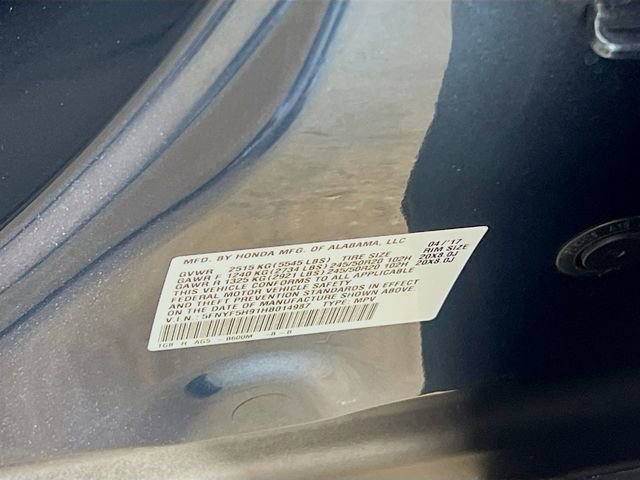 MFD. BY HONDA MFG. OF ALABAMA, LLC 04/'17
GVWR 2515 KG (5545 LBS) TIRE SIZE RIM SIZE
GAWR F 1240 KG (2734 LBS) 245/50R20 102H 20X8.0J
GAWR R 1325 KG (2921 LBS) 245/50R20 102H 20X8.0J
THIS VEHICLE CONFORMS TO ALL APPLICABLE
FEDERAL MOTOR VEHICLE SAFETY
AND THEFT PREVENTION STANDARDS IN EFFECT
ON THE DATE OF MANUFACTURE SHOWN ABOVE.
V.I.N.: 5FNYF5H91HB014987 TYPE: MPV
TG8 H AGS B600M -B-B